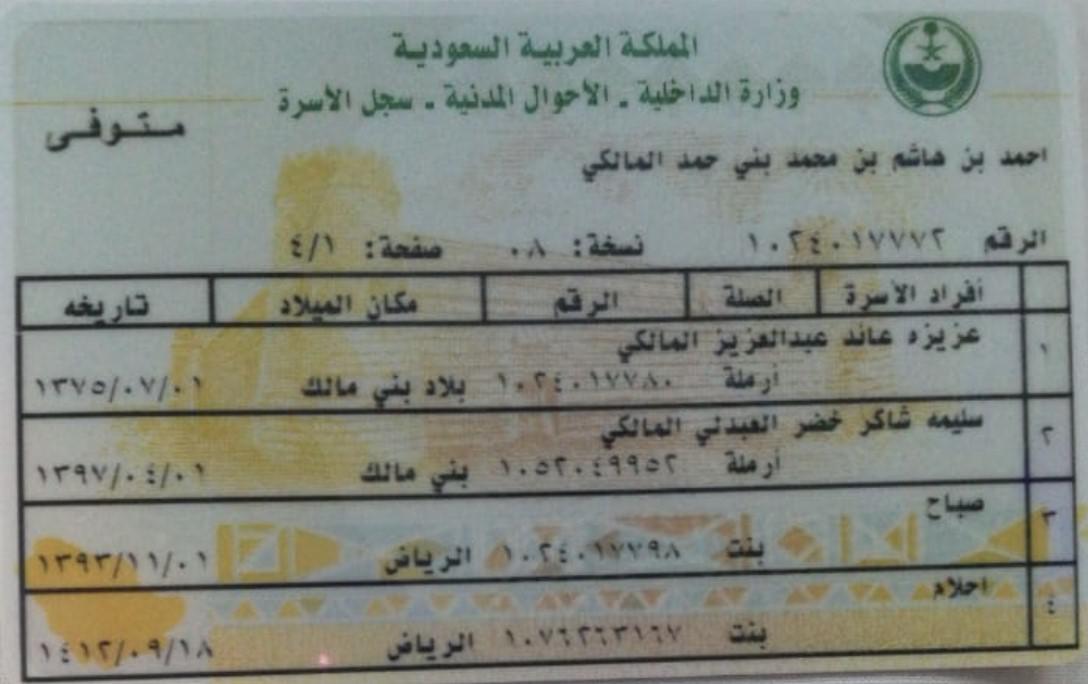 المملكة العربية السعودية
وزارة الداخلية . الأحوال المدنية . سجل الأسرة
متوفى
احمد بن هاشم بن محمد بني حمد المالكي
الرقم ١٠٢٤٠١٧٧٧٢ نسخة: ٠٨ صفحة: ٤/١
أفراد الأسرة الصلة الرقم مكان الميلاد تاريخه
١ عزيزه عائد عبدالعزيز المالكي
أرملة ١٠٢٤٠١٧٧٨٠ بلاد بني مالك ١٣٧٥/٠٧/٠١
٢ سليمه شاكر خضر العبدلي المالكي
أرملة ١٠٥٢٠٤٩٩٥٢ بني مالك ١٣٩٧/٠٤/٠١
٣ صباح
بنت ١٠٢٤٠١٧٧٩٨ الرياض ١٣٩٣/١١/٠١
٤ احلام
بنت ١٠٧٦٢٦٣١٦٧ الرياض ١٤١٢/٠٩/١٨